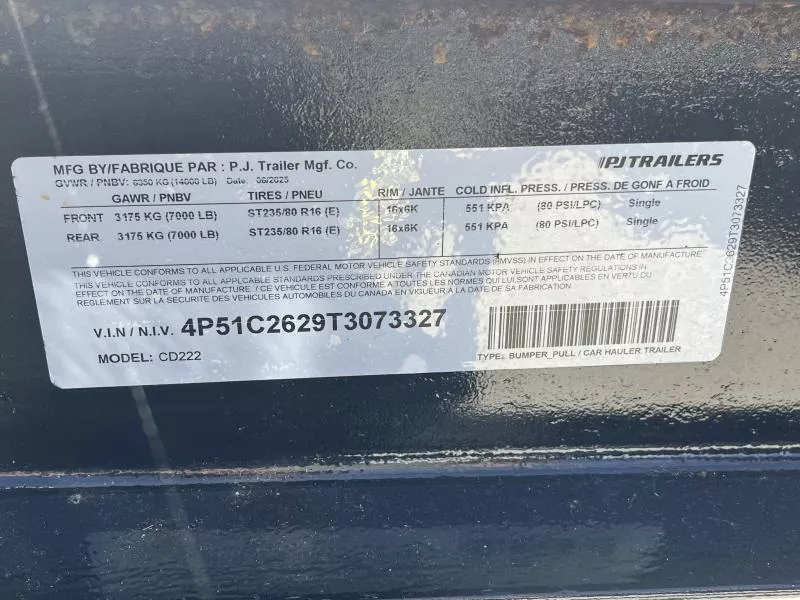 MFG BY/FABRIQUE PAR : P.J. Trailer Mfg. Co.
PJTRAILERS
GVWR / PNBV: 6350 KG (14000 LB) Date: 06/2025
GAWR / PNBV TIRES / PNEU R/M / JANTE COLD INFL. PRESS. / PRESS. DE GONF A FROID
FRONT 3175 KG (7000 LB) ST235/80 R16 (E) 16x6K 551 KPA (80 PSI/LPC) Single
REAR 3175 KG (7000 LB) ST235/80 R16 (E) 16x6K 551 KPA (80 PSI/LPC) Single
THIS VEHICLE CONFORMS TO ALL APPLICABLE U.S. FEDERAL MOTOR VEHICLE SAFETY STANDARDS (fMVSS) IN EFFECT ON THE DATE OF MANUFACTURE
THIS VEHICLE CONFORMS TO ALL APPLICABLE STANDARDS PRESCRIBED UNDER THE CANADIAN MOTOR VEHICLE SAFETY REGULATIONS IN
EFFECT ON THE DATE OF MANUFACTURE / CE VEHICULE EST CONFORME A TOUTES LES NORMES QUI LUI SONT APPLICABLES EN VERTU DU
REGLEMENT SUR LA SECURITE DES VEHICULES AUTOMOBILES DU CANADA EN VIGUEUR A LA DATE DE SA FABRICATION
V.I.N / N.I.V. 4P51C2629T3073327
MODEL: CD222
TYPE: BUMPER_PULL / CAR HAULER TRAILER
4P51C2629T3073327